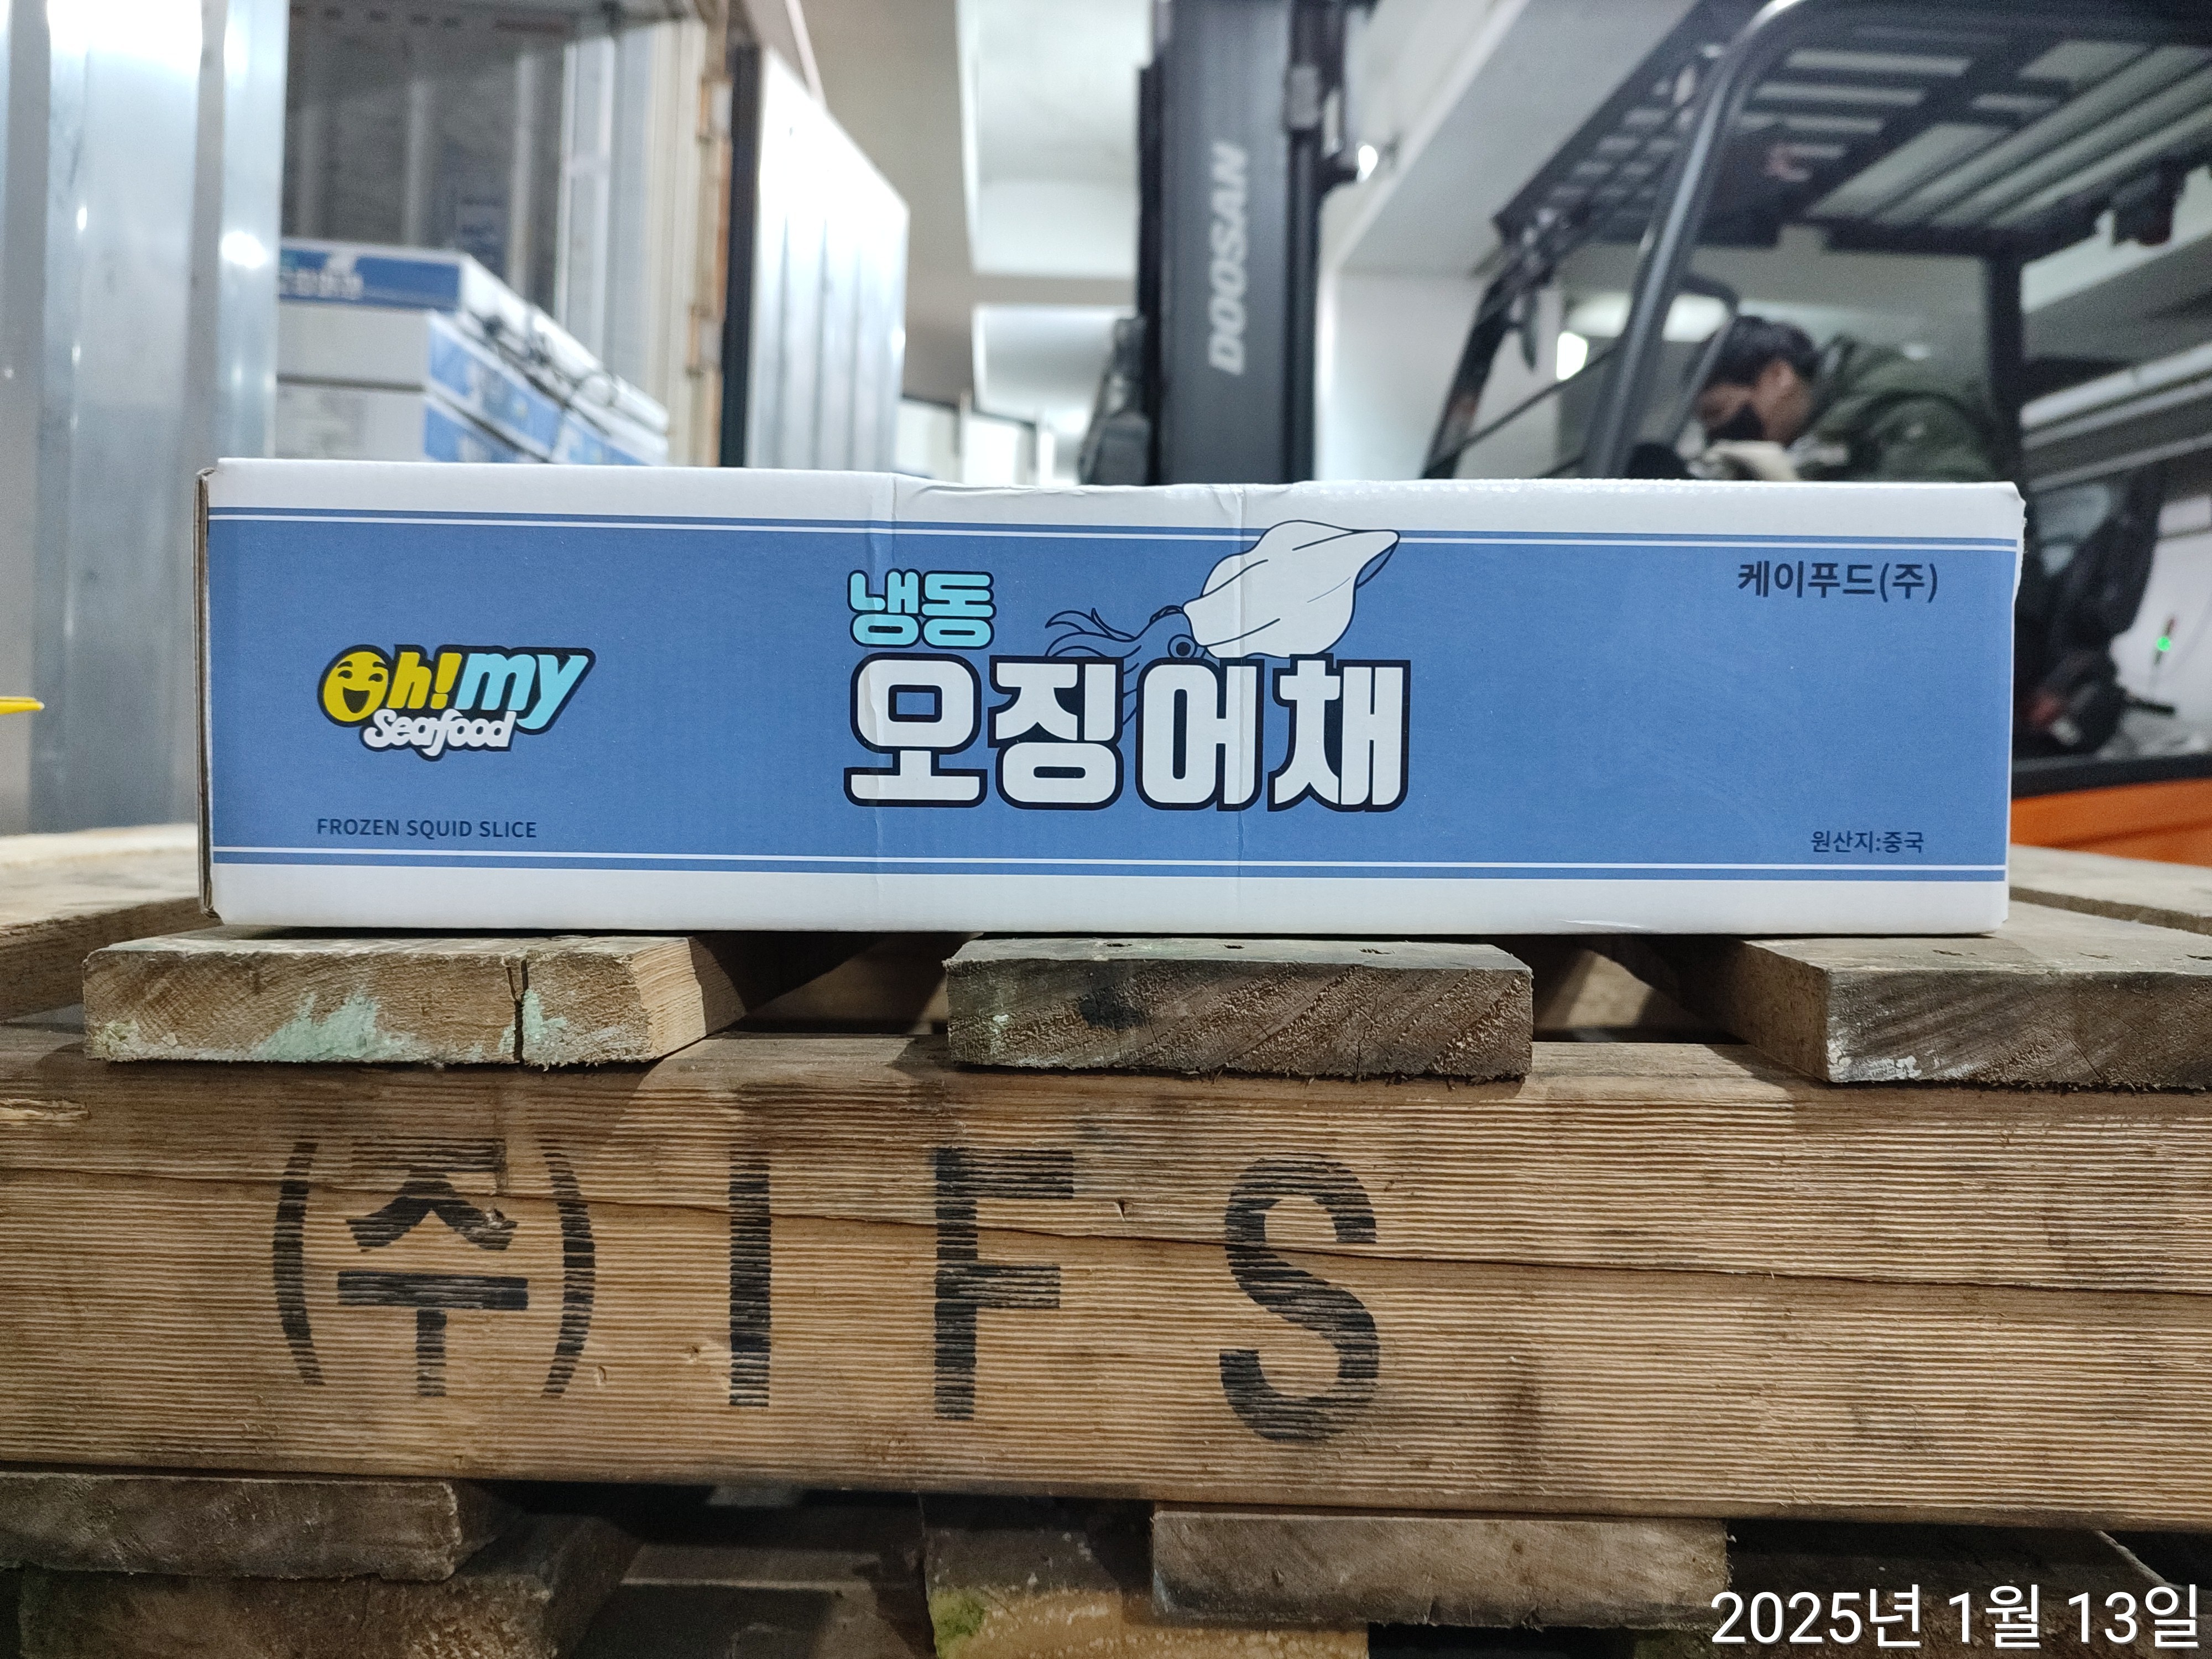 DOOSAN
케이푸드(주)
냉동
오징어채
Oh!my
Seafood
FROZEN SQUID SLICE
원산지:중국
(주) I F S
2025년 1월 13일